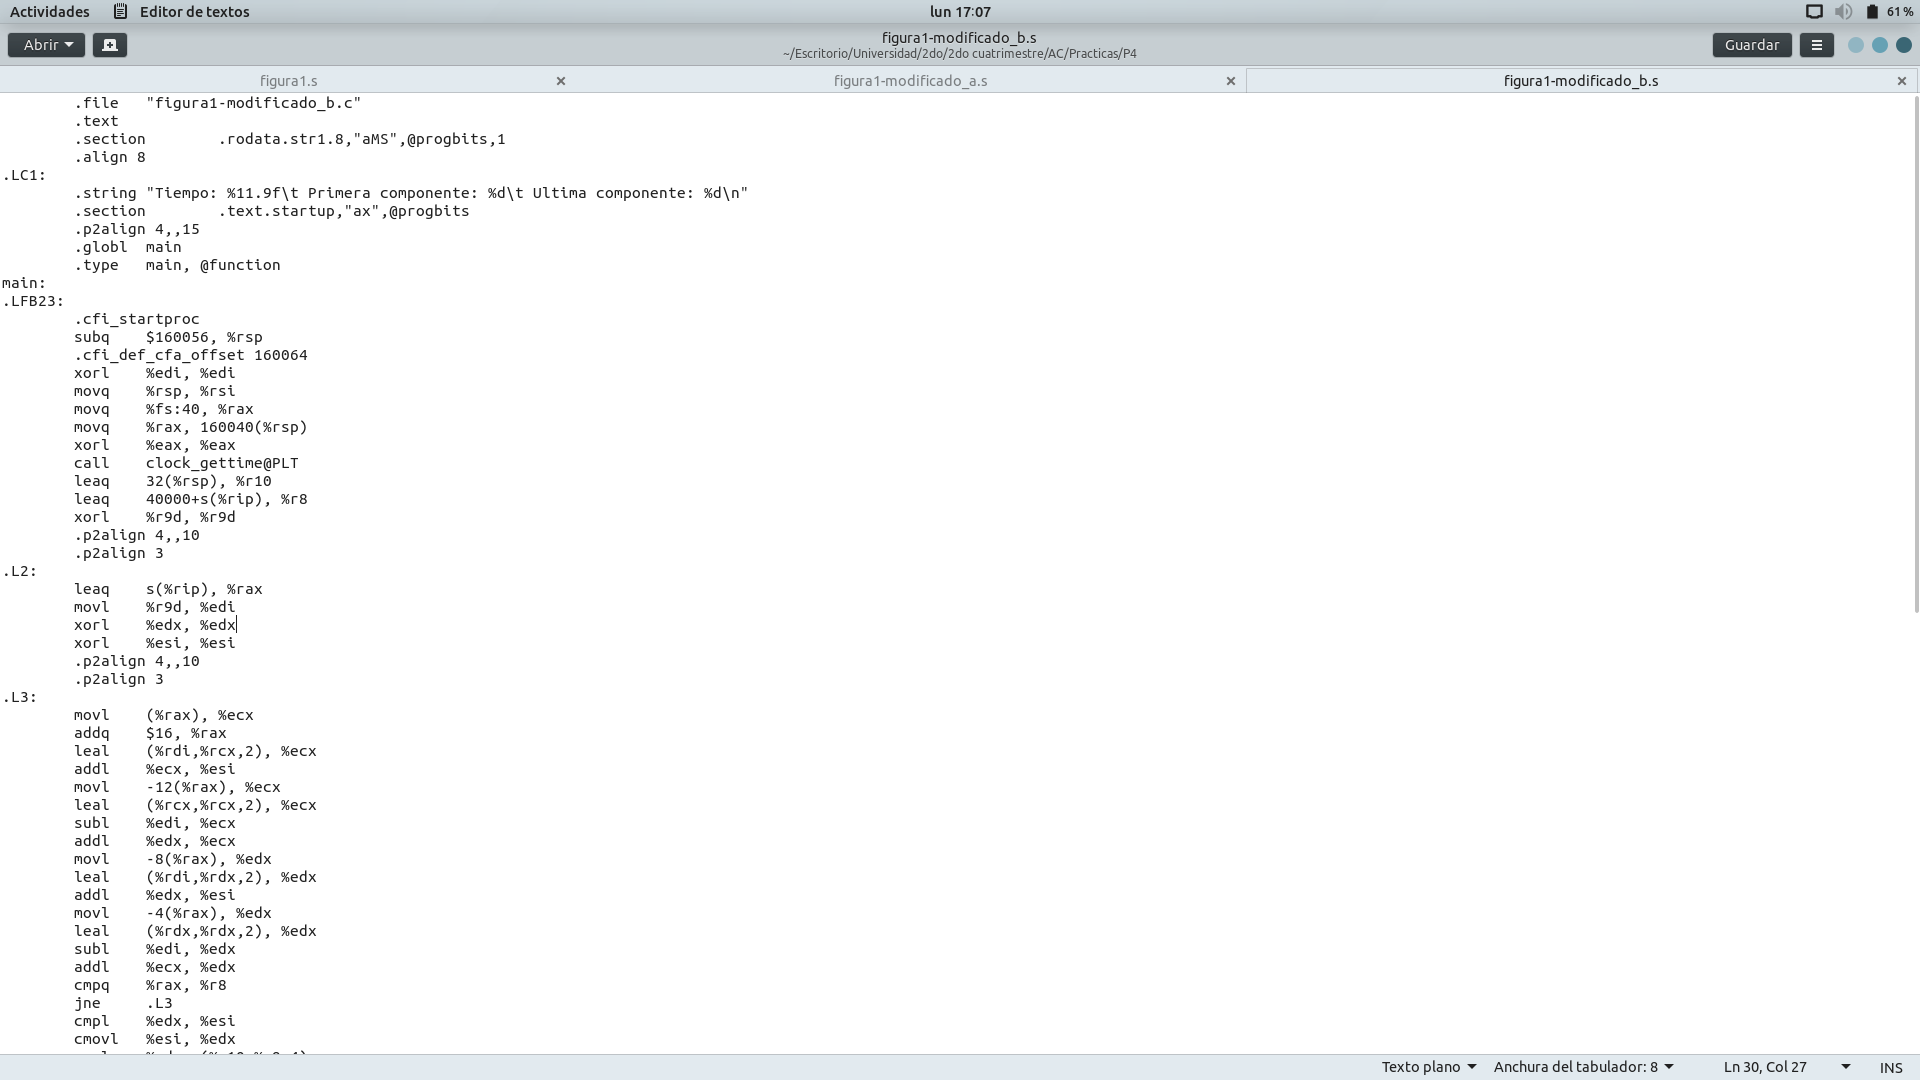 Actividades Editor de textos lun 17:07 61 %
Abrir figura1-modificado_b.s Guardar
~/Escritorio/Universidad/2do/2do cuatrimestre/AC/Practicas/P4
figura1.s figura1-modificado_a.s figura1-modificado_b.s
.file "figura1-modificado_b.c"
.text
.section .rodata.str1.8,"aMS",@progbits,1
.align 8
.LC1:
.string "Tiempo: %11.9f\t Primera componente: %d\t Ultima componente: %d\n"
.section .text.startup,"ax",@progbits
.p2align 4,,15
.globl main
.type main, @function
main:
.LFB23:
.cfi_startproc
subq $160056, %rsp
.cfi_def_cfa_offset 160064
xorl %edi, %edi
movq %rsp, %rsi
movq %fs:40, %rax
movq %rax, 160040(%rsp)
xorl %eax, %eax
call clock_gettime@PLT
leaq 32(%rsp), %r10
leaq 40000+s(%rip), %r8
xorl %r9d, %r9d
.p2align 4,,10
.p2align 3
.L2:
leaq s(%rip), %rax
movl %r9d, %edi
xorl %edx, %edx
xorl %esi, %esi
.p2align 4,,10
.p2align 3
.L3:
movl (%rax), %ecx
addq $16, %rax
leal (%rdi,%rcx,2), %ecx
addl %ecx, %esi
movl -12(%rax), %ecx
leal (%rcx,%rcx,2), %ecx
subl %edi, %ecx
addl %edx, %ecx
movl -8(%rax), %edx
leal (%rdi,%rdx,2), %edx
addl %edx, %esi
movl -4(%rax), %edx
leal (%rdx,%rdx,2), %edx
subl %edi, %edx
addl %ecx, %edx
cmpq %rax, %r8
jne .L3
cmpl %edx, %esi
cmovl %esi, %edx
Texto plano Anchura del tabulador: 8 Ln 30, Col 27 INS